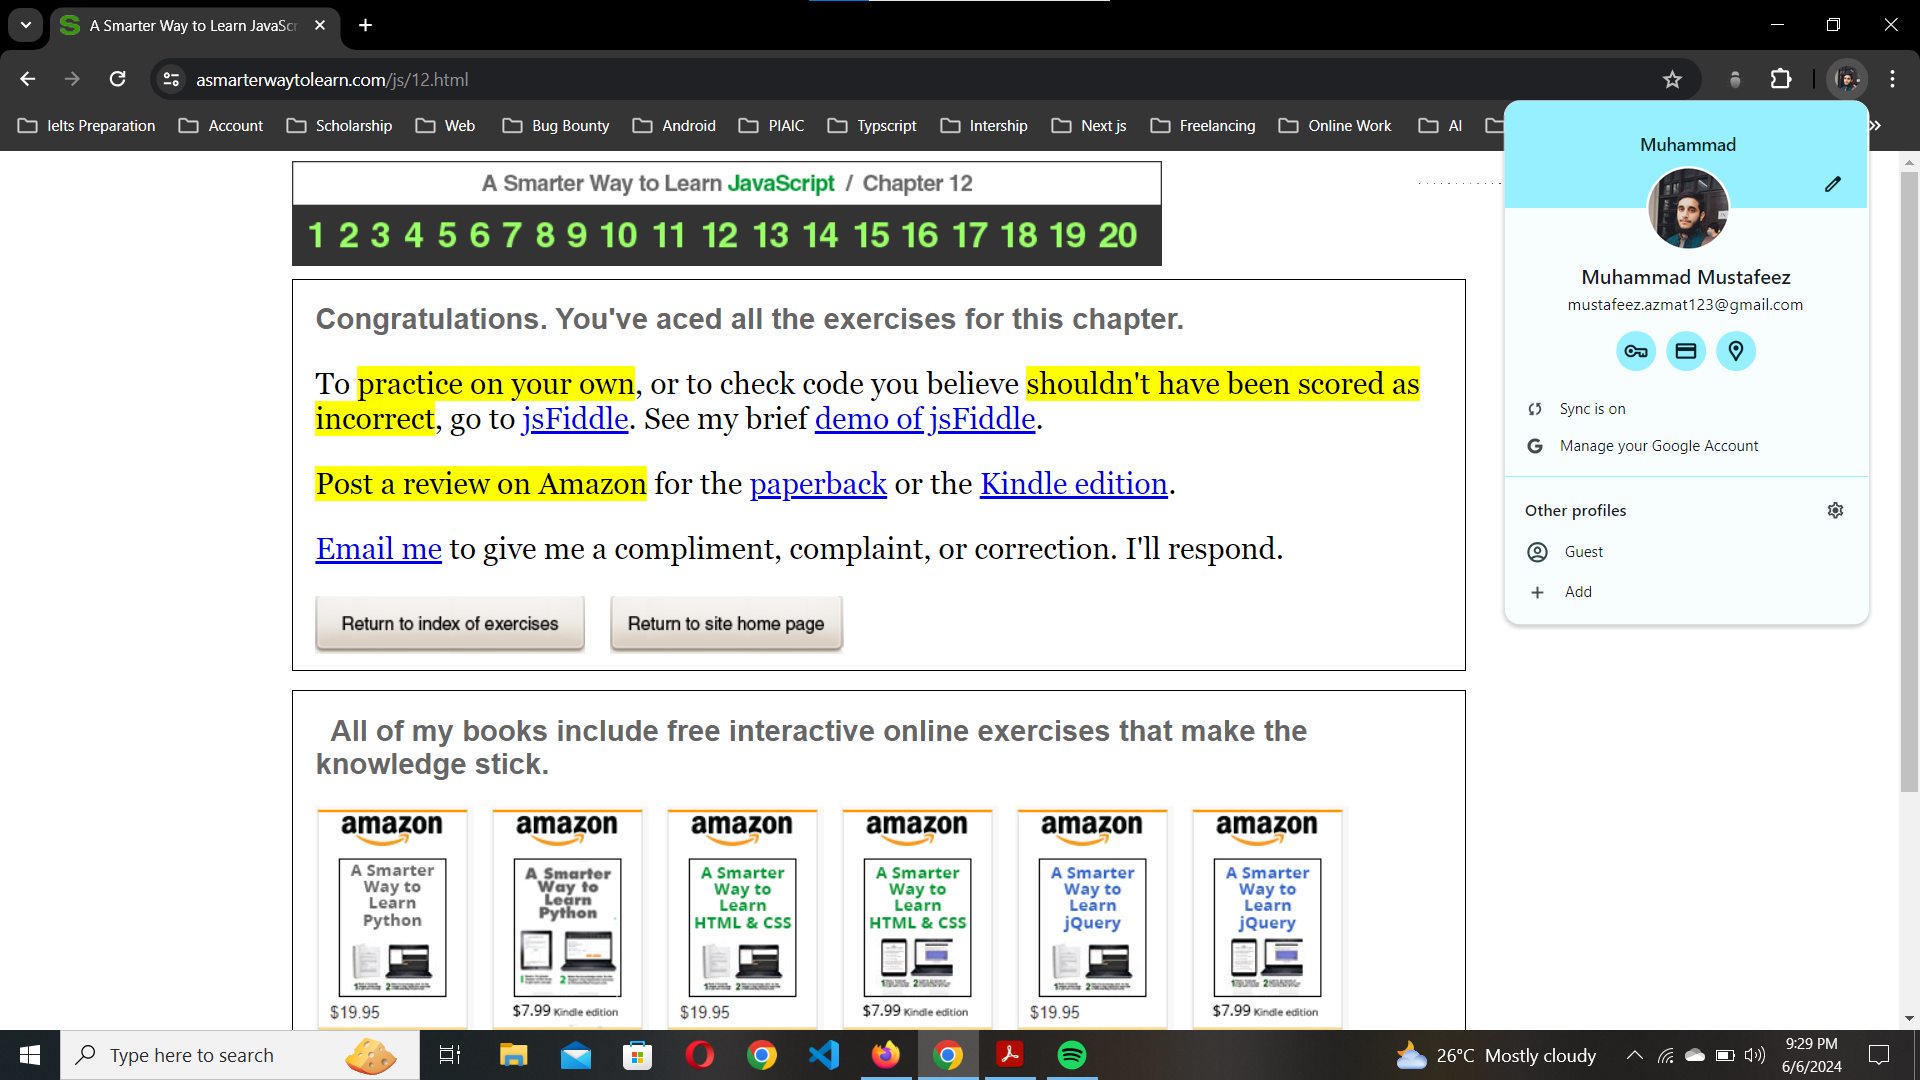 A Smarter Way to Learn JavaScr
asmarterwaytolearn.com/js/12.html
Ielts Preparation Account Scholarship Web Bug Bounty Android PIAIC Typscript Intership Next js Freelancing Online Work AI
A Smarter Way to Learn JavaScript / Chapter 12
1 2 3 4 5 6 7 8 9 10 11 12 13 14 15 16 17 18 19 20
Congratulations. You've aced all the exercises for this chapter.
To practice on your own, or to check code you believe shouldn't have been scored as
incorrect, go to jsFiddle. See my brief demo of jsFiddle.
Post a review on Amazon for the paperback or the Kindle edition.
Email me to give me a compliment, complaint, or correction. I'll respond.
Return to index of exercises Return to site home page
Muhammad
Muhammad Mustafeez
mustafeez.azmat123@gmail.com
Sync is on
Manage your Google Account
Other profiles
Guest
Add
All of my books include free interactive online exercises that make the
knowledge stick.
amazon amazon amazon amazon amazon amazon
A Smarter
Way to
Learn
Python
$19.95
A Smarter
Way to
Learn
Python
$7.99 Kindle edition
A Smarter
Way to
Learn
HTML & CSS
$19.95
A Smarter
Way to
Learn
HTML & CSS
$7.99 Kindle edition
A Smarter
Way to
Learn
jQuery
$19.95
A Smarter
Way to
Learn
jQuery
$7.99 Kindle edition
Type here to search
26°C Mostly cloudy
9:29 PM
6/6/2024